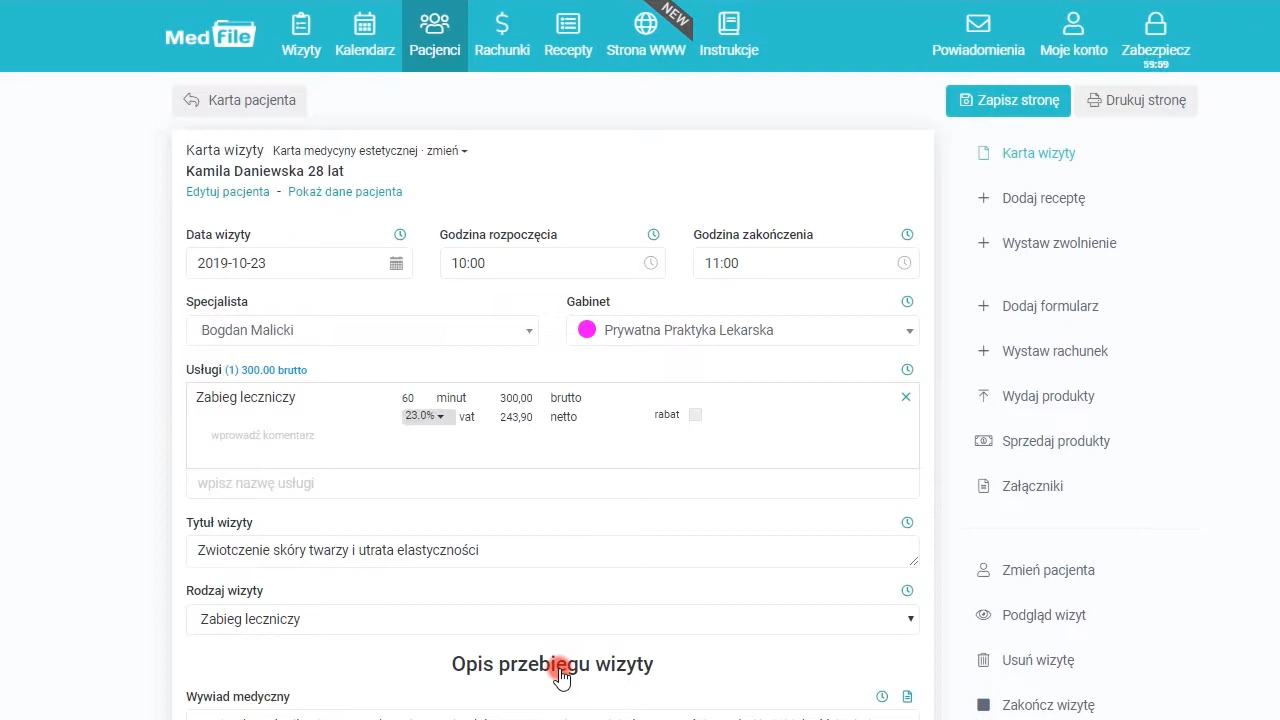 Med File
Wizyty
Kalendarz
Pacjenci
Rachunki
Recepty
Strona WWW
NEW
Instrukcje
Powiadomienia
Moje konto
Zabezpiecz
59:59
Karta pacjenta
Zapisz stronę
Drukuj stronę
Karta wizyty Karta medycyny estetycznej · zmień
Kamila Daniewska 28 lat
Edytuj pacjenta - Pokaż dane pacjenta
Data wizyty
Godzina rozpoczęcia
Godzina zakończenia
2019-10-23
10:00
11:00
Specjalista
Gabinet
Bogdan Malicki
Prywatna Praktyka Lekarska
Usługi (1) 300.00 brutto
Zabieg leczniczy
60 minut 300,00 brutto
23.0% vat 243,90 netto
rabat
wprowadź komentarz
wpisz nazwę usługi
Tytuł wizyty
Zwiotczenie skóry twarzy i utrata elastyczności
Rodzaj wizyty
Zabieg leczniczy
Opis przebiegu wizyty
Wywiad medyczny
Karta wizyty
Dodaj receptę
Wystaw zwolnienie
Dodaj formularz
Wystaw rachunek
Wydaj produkty
Sprzedaj produkty
Załączniki
Zmień pacjenta
Podgląd wizyt
Usuń wizytę
Zakończ wizytę